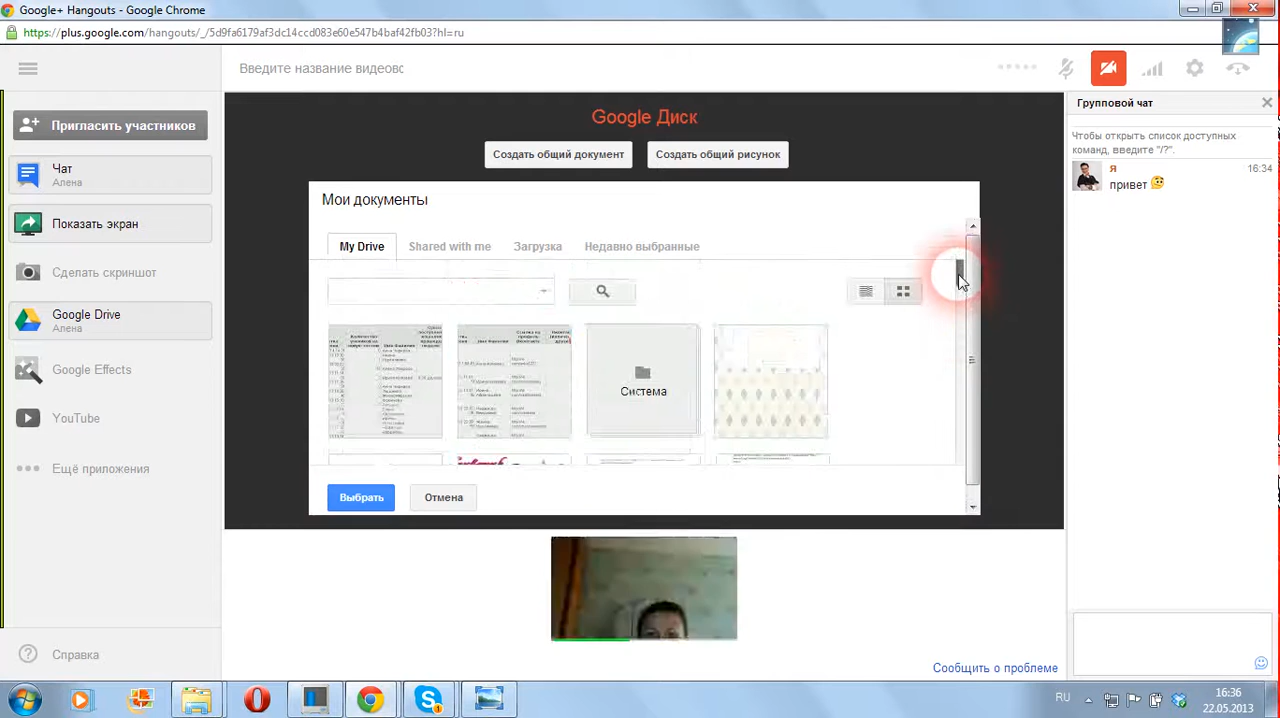 Google+ Hangouts - Google Chrome
https://plus.google.com/hangouts/_/5d9fa6179af3dc14ccd083e60e547b4baf42fb03?hl=ru
Введите название видеовс
Пригласить участников
Чат
Алена
Показать экран
Сделать скриншот
Google Drive
Алена
Google Effects
YouTube
Еще приложения
Справка
Google Диск
Создать общий документ
Создать общий рисунок
Мои документы
My Drive
Shared with me
Загрузка
Недавно выбранные
Система
Выбрать
Отмена
Сообщить о проблеме
Групповой чат
Чтобы открыть список доступных
команд, введите "/?".
Я 16:34
привет
RU
16:36
22.05.2013